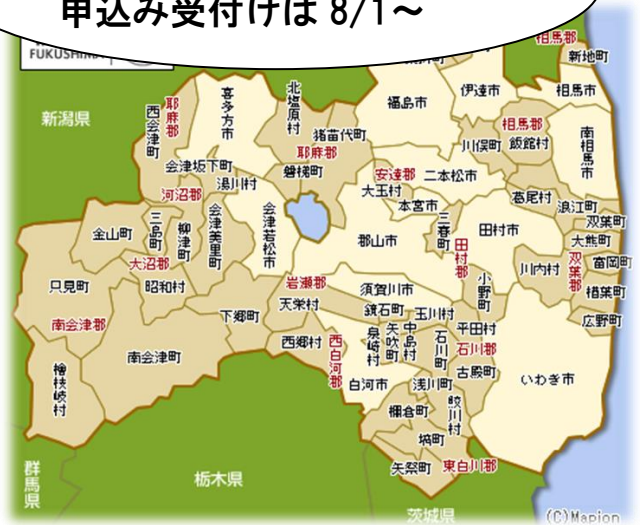 申込み受付けは 8/1～
FUKUSHIMA
相馬郡
新地町
新潟県
耶麻郡
西会津町
喜多方市
北塩原村
猪苗代町
耶麻郡
磐梯町
福島市
伊達市
相馬市
川俣町
相馬郡
飯館村
南相馬市
会津坂下町
湯川村
河沼郡
安達郡
二本松市
大玉村
本宮市
葛尾村
浪江町
双葉町
大熊町
富岡町
双葉郡
楢葉町
広野町
川内村
金山町
三島町
柳津町
会津美里町
会津若松市
郡山市
三春町
田村市
田村郡
小野町
大沼郡
昭和村
只見町
南会津郡
南会津町
檜枝岐村
下郷町
岩瀬郡
天栄村
須賀川市
鏡石町
玉川村
平田村
西郷村
西白河郡
泉崎村
矢吹町
中島村
石川町
石川郡
古殿町
白河市
浅川町
鮫川村
棚倉町
塙町
矢祭町
東白川郡
いわき市
群馬県
栃木県
茨城県
(C)Mapion